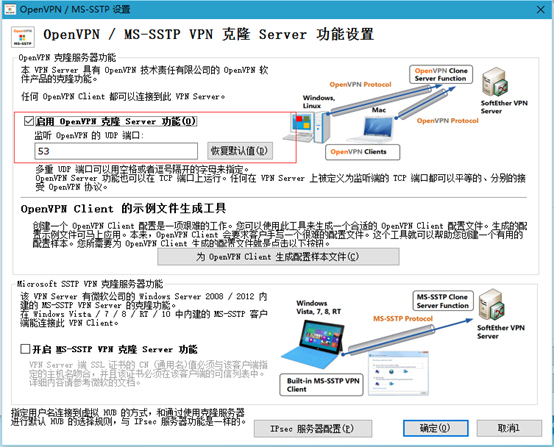 OpenVPN / MS-SSTP 设置
OpenVPN
MS-SSTP
OpenVPN / MS-SSTP VPN 克隆 Server 功能设置
OpenVPN 克隆服务器功能
本 VPN Server 具有 OpenVPN 技术责任有限公司的 OpenVPN 软
件产品的克隆功能。
任何 OpenVPN Client 都可以连接到此 VPN Server。
启用 OpenVPN 克隆 Server 功能(O)
监听 OpenVPN 的 UDP 端口:
53
恢复默认值(D)
OpenVPN Protocol
OpenVPN Clone
Server Function
Windows,
Linux
Mac
OpenVPN Protocol
SoftEther VPN
Server
OpenVPN Clients
多重 UDP 端口可以用空格或者逗号隔开的字母来指定。
OpenVPN Server 功能也可以在 TCP 端口上运行。任何在 VPN Server 上被定义为监听端的 TCP 端口都可以平等的、分别的接
受 OpenVPN 协议。
OpenVPN Client 的示例文件生成工具
创建一个 OpenVPN Client 配置是一项艰难的工作。您可以使用此工具来生成一个合适的 OpenVPN Client 配置文件。生成的配
置示例文件可马上应用。本来，OpenVPN Client 会要求客户手写一个很难的配置文件。这个工具就可以帮助您创建一个有用的
配置样本。您所需要为 OpenVPN Client 生成的配置文件就是点击以下按钮。
为 OpenVPN Client 生成配置样本文件(C)
Microsoft SSTP VPN 克隆服务器功能
该 VPN Server 有微软公司的 Windows Server 2008 / 2012 内
建的 MS-SSTP VPN Server 的克隆功能。
在 Windows Vista / 7 / 8 / RT / 10 中内建的 MS-SSTP 客户
端能连接此 VPN Client。
开启 MS-SSTP VPN 克隆 Server 功能
VPN Server 端 SSL 证书的 CN (通用名)值必须与该客户端指
定的主机名吻合，并且该证书必须在该客户端的可信列表中。
详细内容请参考微软的文档。
Windows
Vista, 7, 8, RT
MS-SSTP Clone
Server Function
MS-SSTP Protocol
SoftEther VPN
Server
Built-in MS-SSTP VPN
Client
指定用户名连接到虚拟 HUB 的方式，和通过使用克隆服务器
进行默认 HUB 的选择规则，与 IPsec 服务器功能是一样的。
IPsec 服务器配置(P)
确定(O)
取消l